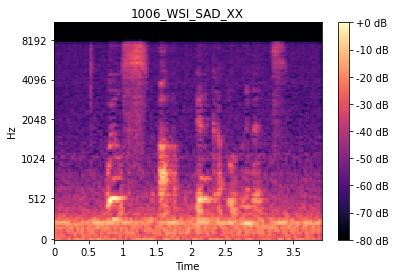 1006_WSI_SAD_XX
+0 dB
8192
-10 dB
4096
-20 dB
-30 dB
2048
Hz
-40 dB
1024
-50 dB
512
-60 dB
-70 dB
0
-80 dB
0 0.5 1 1.5 2 2.5 3 3.5
Time